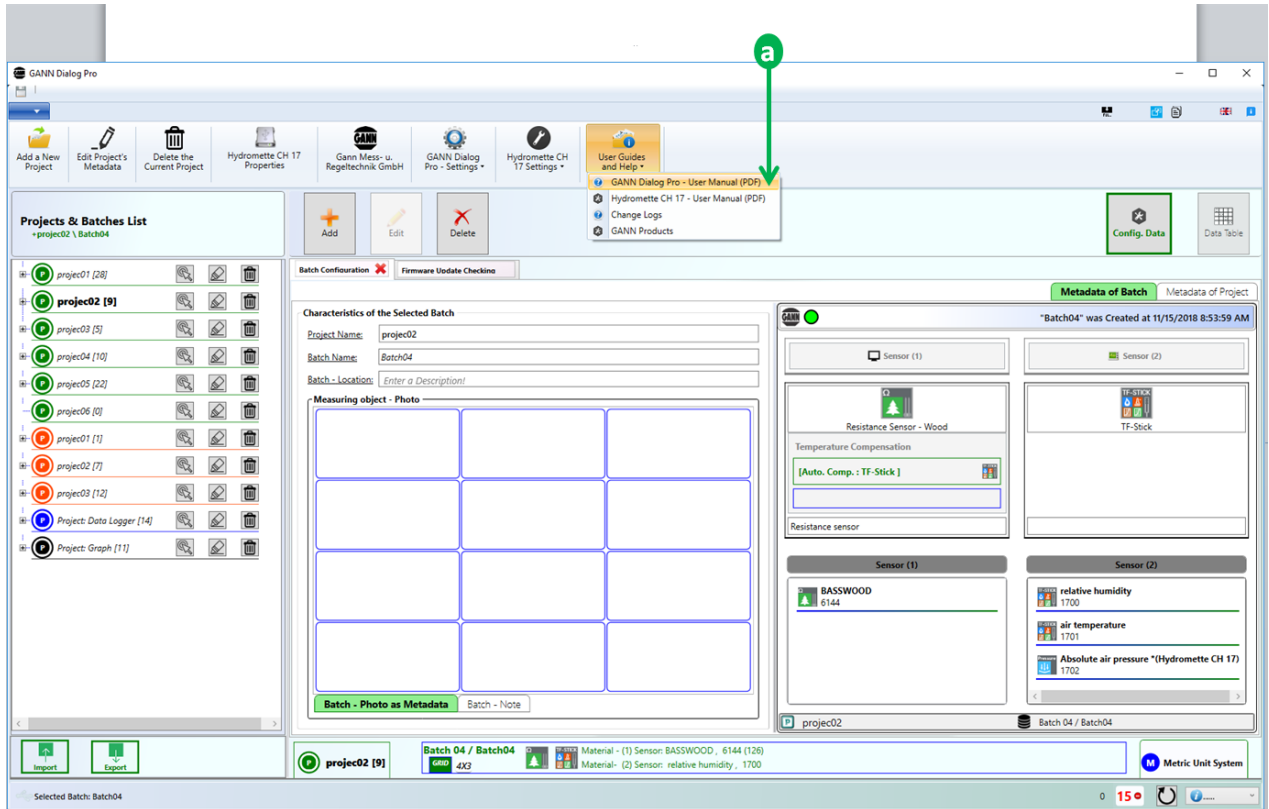 a
GANN Dialog Pro
Add a New
Project
Edit Project's
Metadata
Delete the
Current Project
Hydromette CH 17
Properties
GANN
Gann Mess- u.
Regeltechnik GmbH
GANN Dialog
Pro - Settings
Hydromette CH
17 Settings
User Guides
and Help
GANN Dialog Pro - User Manual (PDF)
Hydromette CH 17 - User Manual (PDF)
Change Logs
GANN Products
Projects & Batches List
+projec02 \ Batch04
Add
Edit
Delete
Config. Data
Data Table
P projec01 [28]
P projec02 [9]
P projec03 [5]
P projec04 [10]
P projec05 [22]
P projec06 [0]
P projec01 [1]
P projec02 [7]
P projec03 [12]
P Project: Data Logger [14]
P Project: Graph [11]
Batch Configuration
Firmware Update Checking
Metadata of Batch
Metadata of Project
Characteristics of the Selected Batch
Project Name: projec02
Batch Name: Batch04
Batch - Location: Enter a Description!
Measuring object - Photo
Batch - Photo as Metadata
Batch - Note
GANN
"Batch04" was Created at 11/15/2018 8:53:59 AM
Sensor (1)
Sensor (2)
Resistance Sensor - Wood
TF-STICK
TF-Stick
Temperature Compensation
[Auto. Comp. : TF-Stick ]
Resistance sensor
Sensor (1)
Sensor (2)
BASSWOOD
6144
relative humidity
1700
air temperature
1701
Absolute air pressure *(Hydromette CH 17)
1702
P projec02
Batch 04 / Batch04
Import
Export
P projec02 [9]
Batch 04 / Batch04
GRID 4X3
Material - (1) Sensor: BASSWOOD , 6144 (126)
Material- (2) Sensor: relative humidity , 1700
M Metric Unit System
Selected Batch: Batch04
0 15